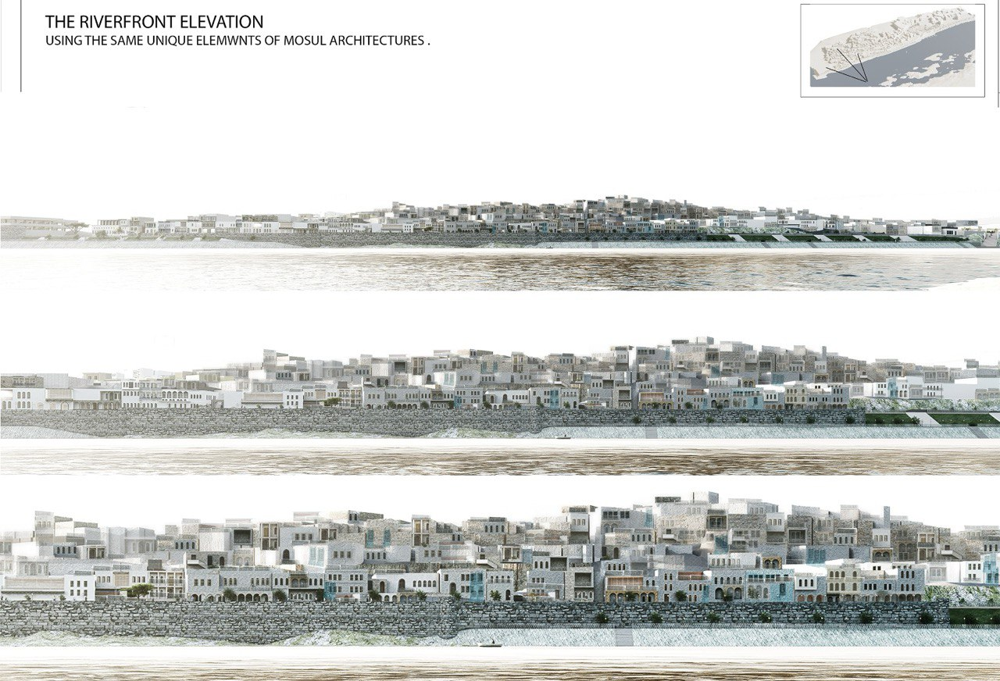 THE RIVERFRONT ELEVATION
USING THE SAME UNIQUE ELEMWNTS OF MOSUL ARCHITECTURES .